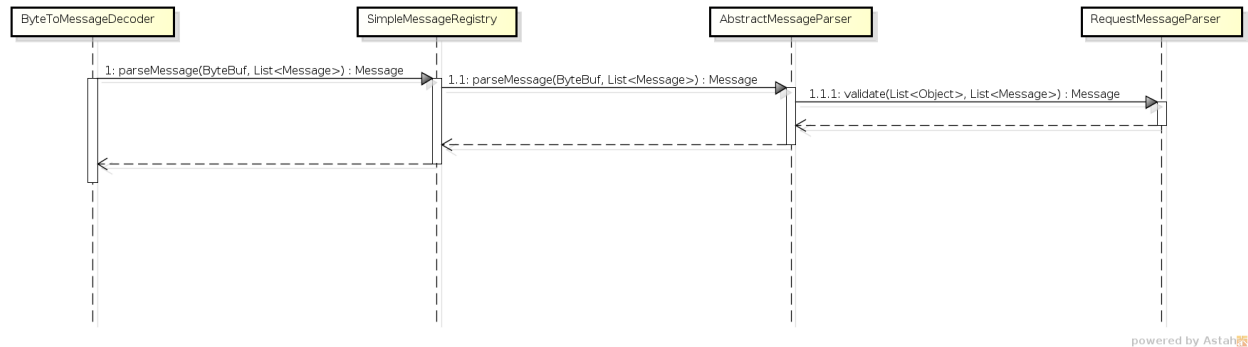 ByteToMessageDecoder
SimpleMessageRegistry
AbstractMessageParser
RequestMessageParser
1: parseMessage(ByteBuf, List<Message>) : Message
1.1: parseMessage(ByteBuf, List<Message>) : Message
1.1.1: validate(List<Object>, List<Message>) : Message
powered by Astah